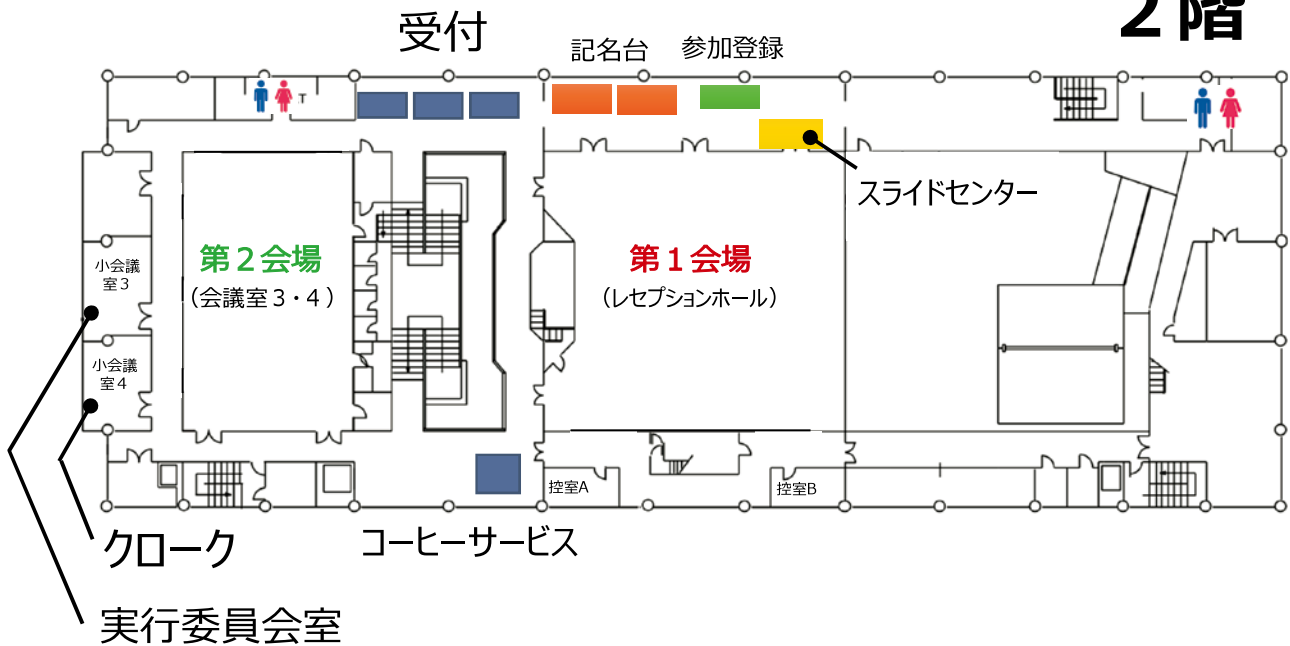 2階
受付
記名台
参加登録
T
スライドセンター
第2会場
(会議室3・4)
第1会場
(レセプションホール)
小会議
室3
小会議
室4
控室A
控室B
クローク
コーヒーサービス
実行委員会室